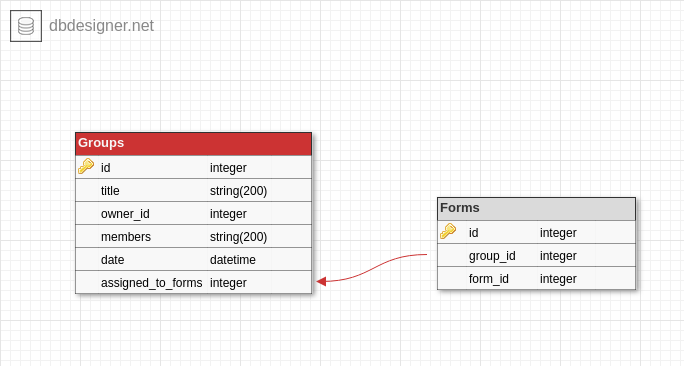 dbdesigner.net
Groups
id integer
title string(200)
owner_id integer
members string(200)
date datetime
assigned_to_forms integer
Forms
id integer
group_id integer
form_id integer